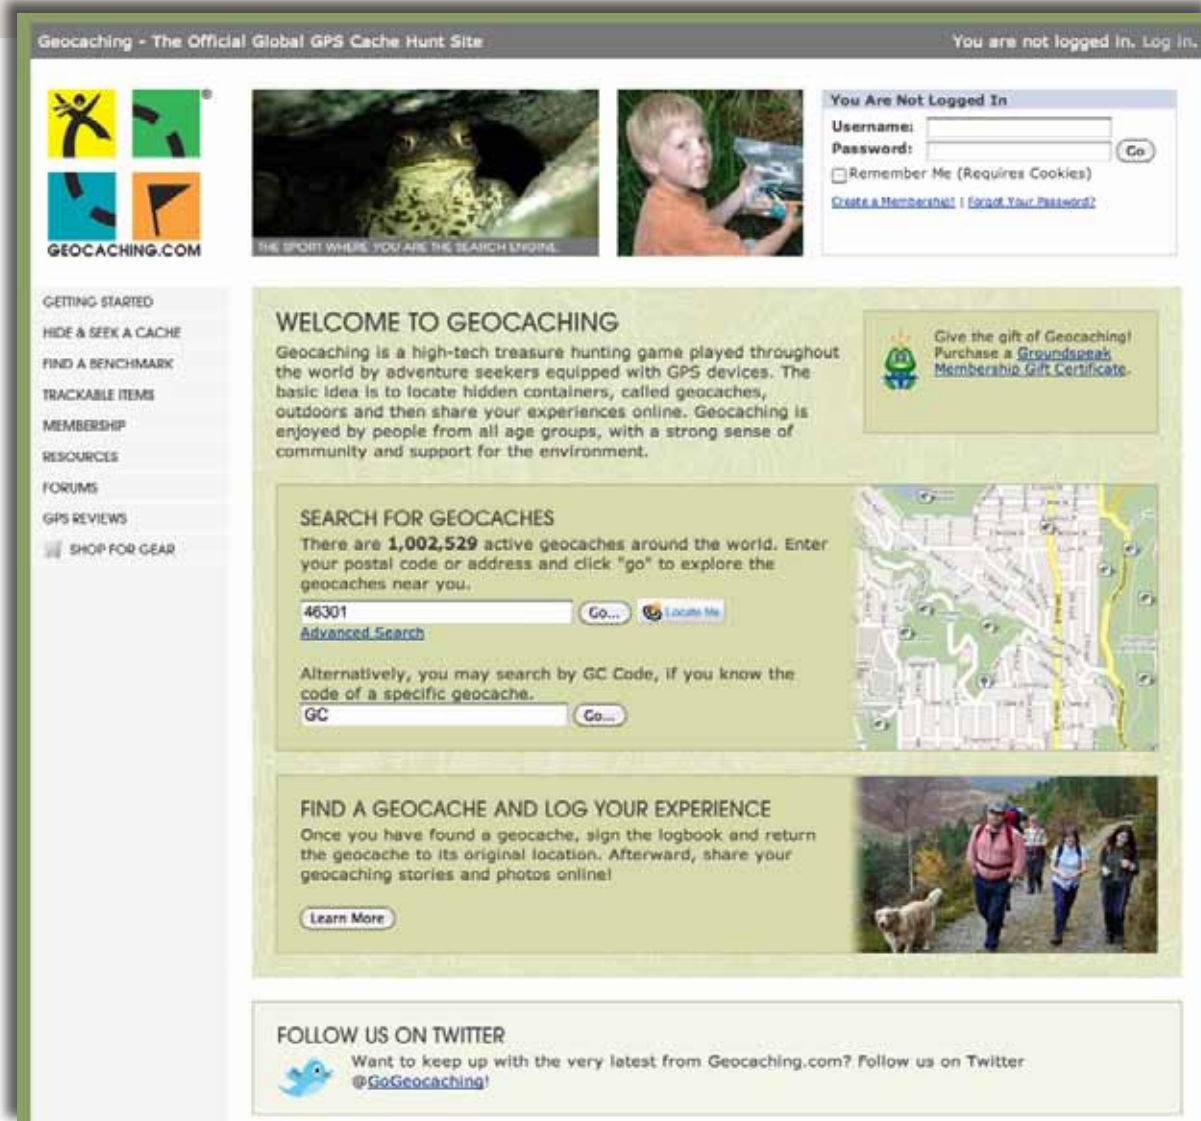 Geocaching - The Official Global GPS Cache Hunt Site
You are not logged in. Log in.
®
GEOCACHING.COM
THE SPORT WHERE YOU ARE THE SEARCH ENGINE.
You Are Not Logged In
Username:
Password:
Go
Remember Me (Requires Cookies)
Create a Membership! | Forgot Your Password?
GETTING STARTED
HIDE & SEEK A CACHE
FIND A BENCHMARK
TRACKABLE ITEMS
MEMBERSHIP
RESOURCES
FORUMS
GPS REVIEWS
SHOP FOR GEAR
WELCOME TO GEOCACHING
Geocaching is a high-tech treasure hunting game played throughout
the world by adventure seekers equipped with GPS devices. The
basic idea is to locate hidden containers, called geocaches,
outdoors and then share your experiences online. Geocaching is
enjoyed by people from all age groups, with a strong sense of
community and support for the environment.
Give the gift of Geocaching!
Purchase a Groundspeak
Membership Gift Certificate.
SEARCH FOR GEOCACHES
There are 1,002,529 active geocaches around the world. Enter
your postal code or address and click "go" to explore the
geocaches near you.
46301
Go...
Locate Me
Advanced Search
Alternatively, you may search by GC Code, if you know the
code of a specific geocache.
GC
Go...
FIND A GEOCACHE AND LOG YOUR EXPERIENCE
Once you have found a geocache, sign the logbook and return
the geocache to its original location. Afterward, share your
geocaching stories and photos online!
Learn More
FOLLOW US ON TWITTER
Want to keep up with the very latest from Geocaching.com? Follow us on Twitter
@GoGeocaching!